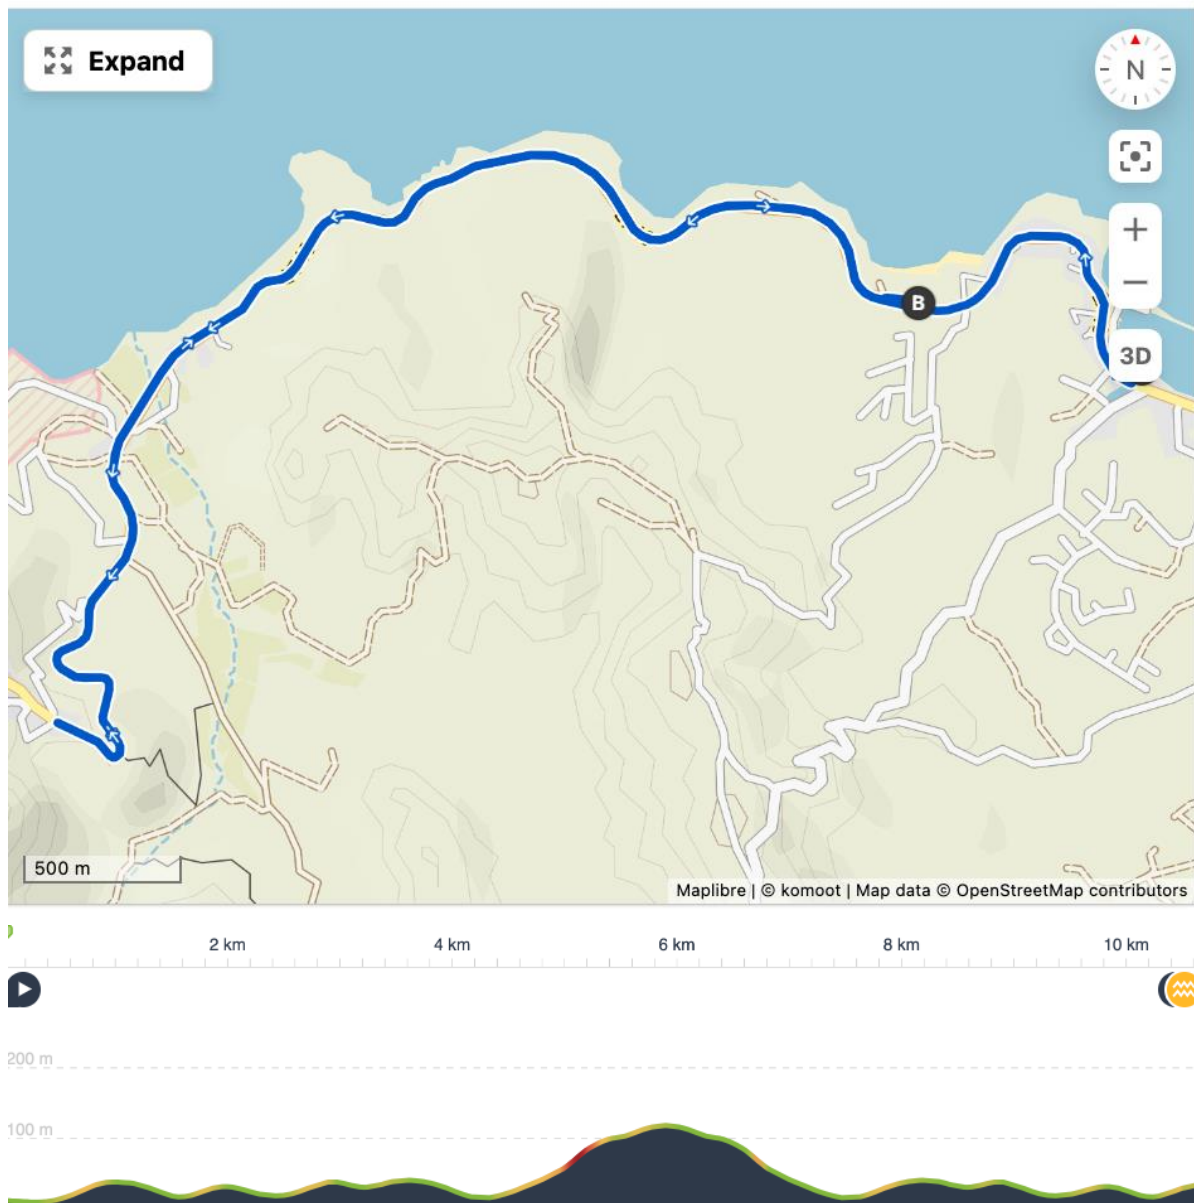 Expand
N
B
3D
500 m
Maplibre | © komoot | Map data © OpenStreetMap contributors
2 km 4 km 6 km 8 km 10 km
200 m
100 m